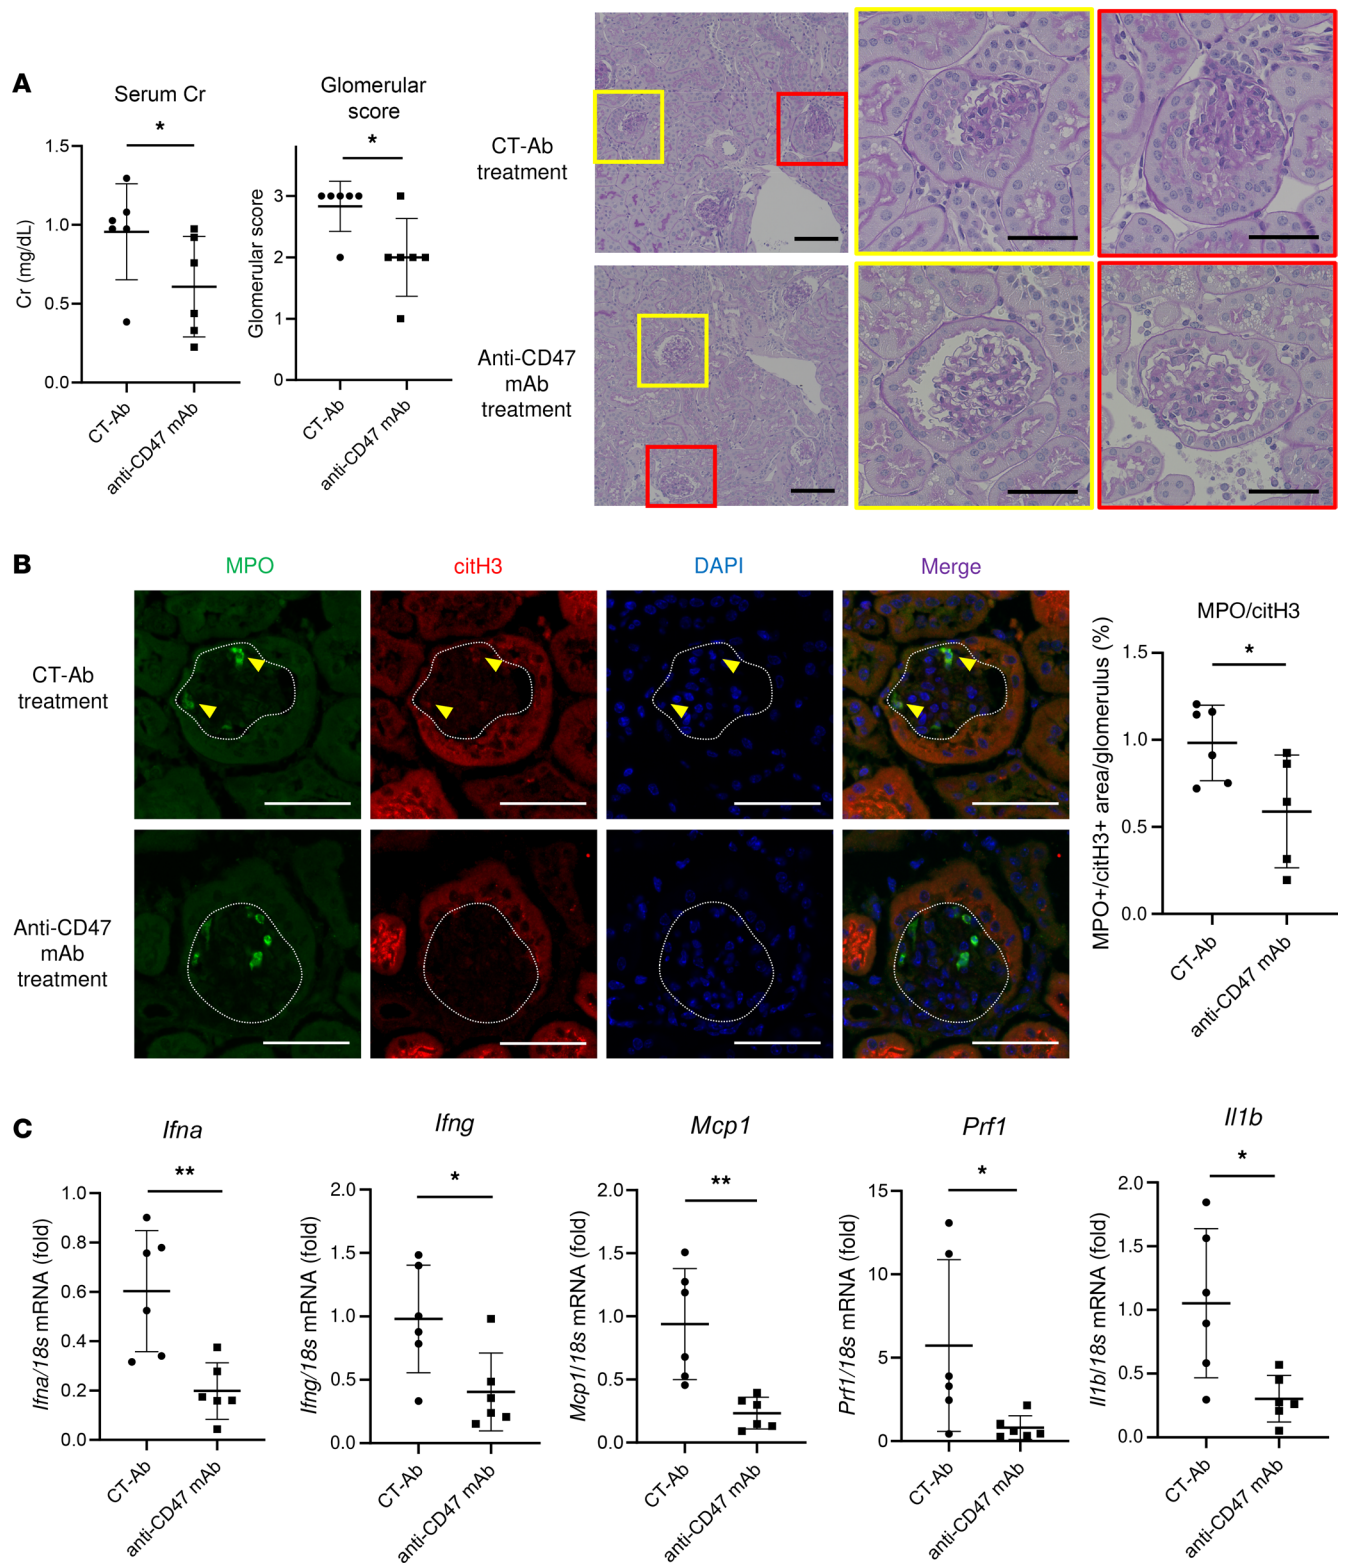 A
Serum Cr
*
Cr (mg/dL)
1.5
1.0
0.5
0.0
CT-Ab
anti-CD47 mAb
Glomerular
score
*
Glomerular score
3
2
1
0
CT-Ab
anti-CD47 mAb
CT-Ab
treatment
Anti-CD47
mAb
treatment
B
MPO
citH3
DAPI
Merge
CT-Ab
treatment
Anti-CD47
mAb
treatment
MPO/citH3
*
MPO+/citH3+ area/glomerulus (%)
1.5
1.0
0.5
0.0
CT-Ab
anti-CD47 mAb
C
Ifna
**
Ifna/18s mRNA (fold)
1.0
0.8
0.6
0.4
0.2
0.0
CT-Ab
anti-CD47 mAb
Ifng
*
Ifng/18s mRNA (fold)
2.0
1.5
1.0
0.5
0.0
CT-Ab
anti-CD47 mAb
Mcp1
**
Mcp1/18s mRNA (fold)
2.0
1.5
1.0
0.5
0.0
CT-Ab
anti-CD47 mAb
Prf1
*
Prf1/18s mRNA (fold)
15
10
5
0
CT-Ab
anti-CD47 mAb
Il1b
*
Il1b/18s mRNA (fold)
2.0
1.5
1.0
0.5
0.0
CT-Ab
anti-CD47 mAb